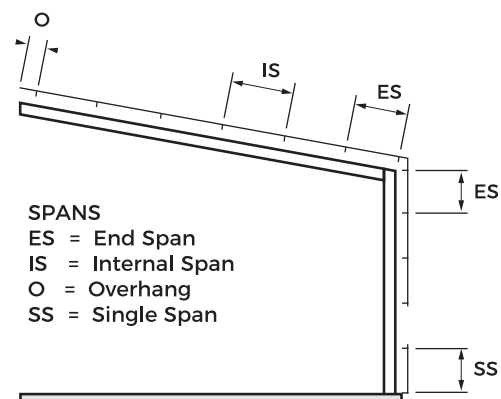 O
IS
ES
ES
SPANS
ES = End Span
IS = Internal Span
O = Overhang
SS = Single Span
SS